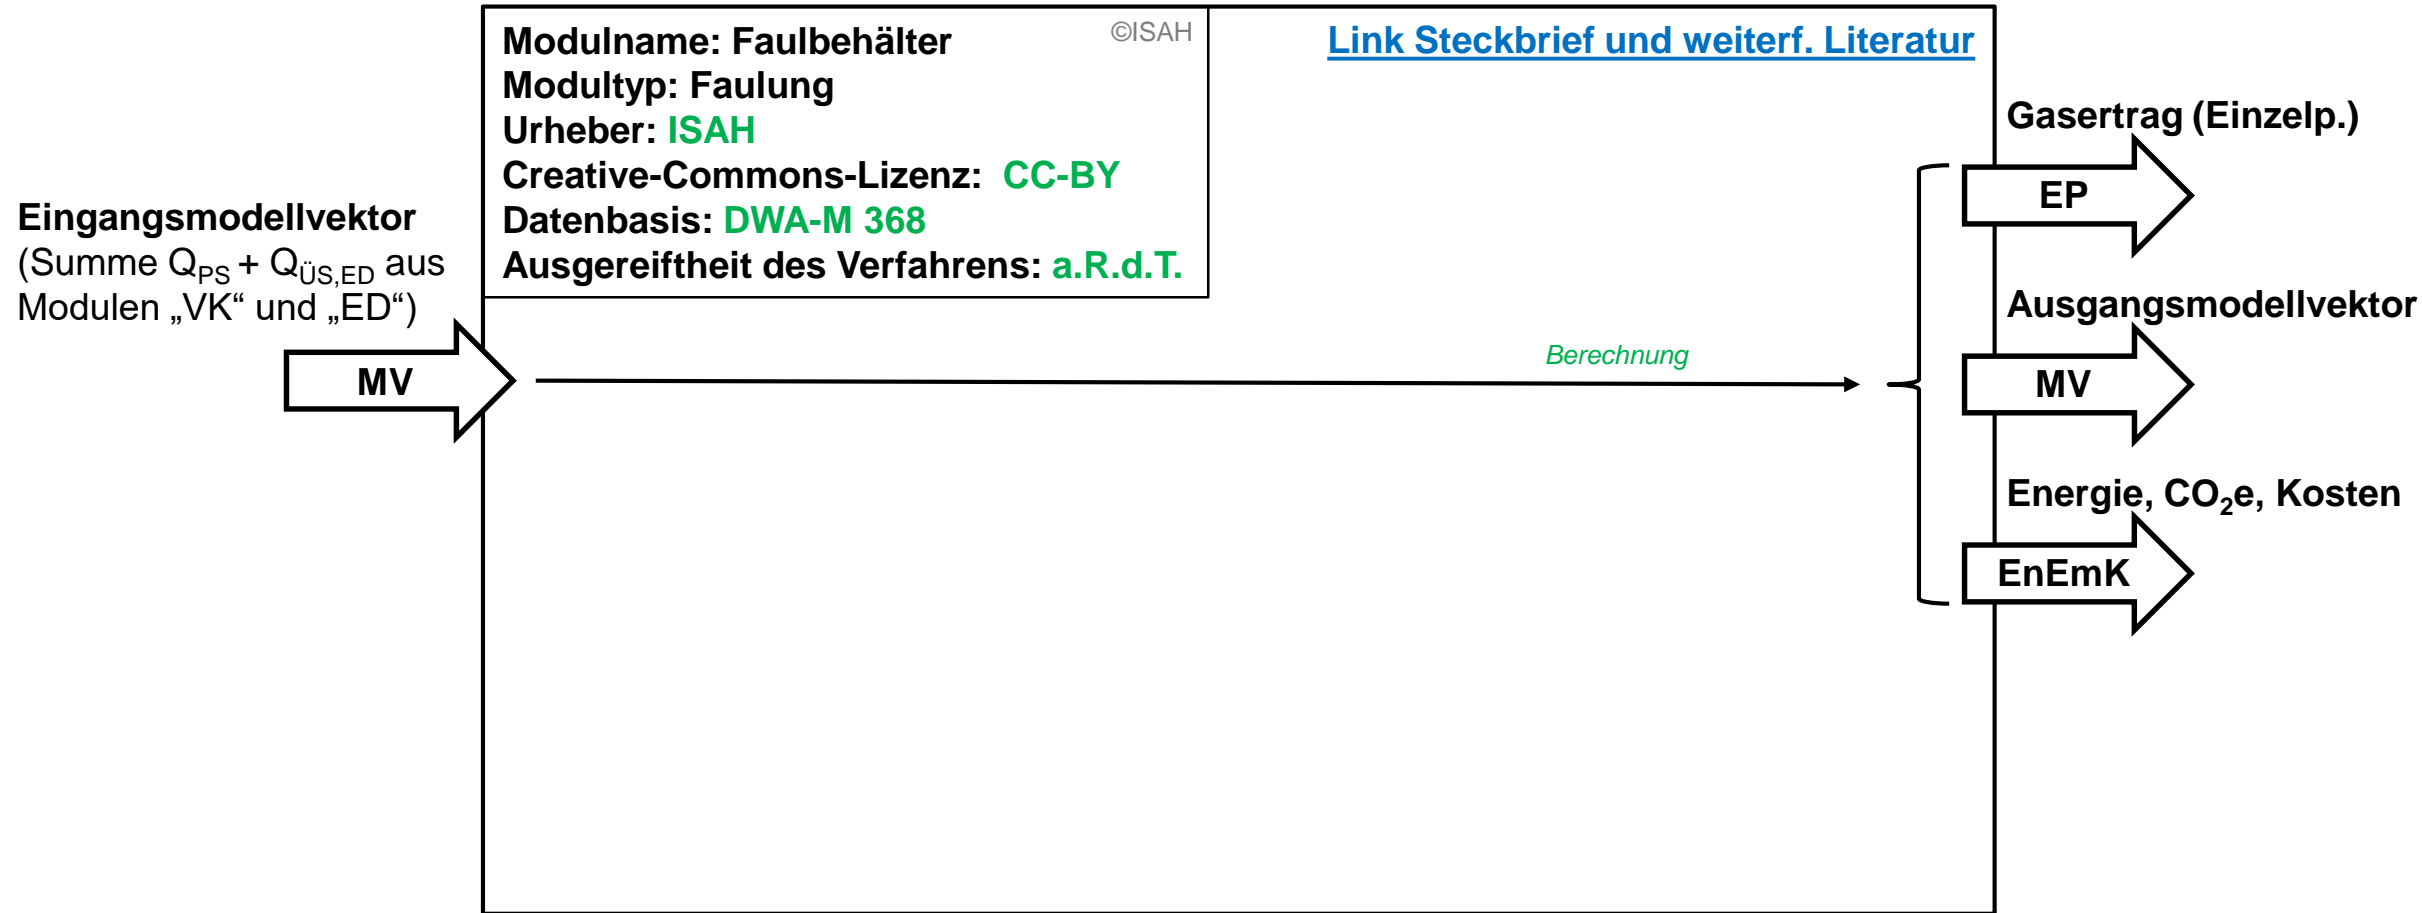 Modulname: Faulbehälter
©ISAH
Modultyp: Faulung
Urheber: ISAH
Creative-Commons-Lizenz: CC-BY
Datenbasis: DWA-M 368
Ausgereiftheit des Verfahrens: a.R.d.T.
Link Steckbrief und weiterf. Literatur
Eingangsmodellvektor
(Summe Q_PS + Q_ÜS,ED aus
Modulen „VK“ und „ED“)
MV
Berechnung
Gasertrag (Einzelp.)
EP
Ausgangsmodellvektor
MV
Energie, CO₂e, Kosten
EnEmK